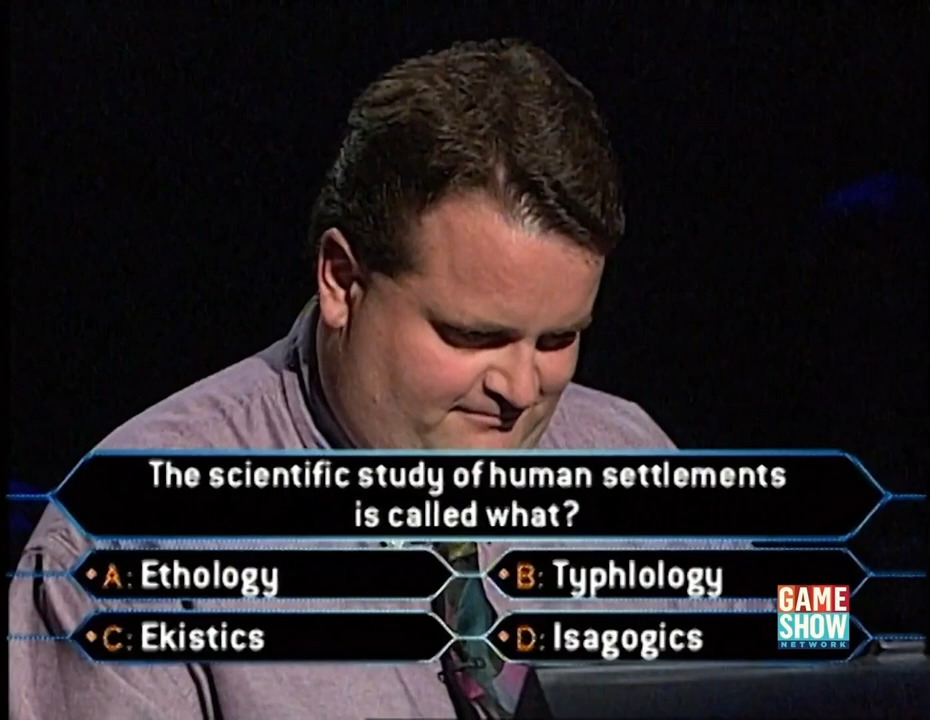 The scientific study of human settlements
is called what?
A: Ethology
B: Typhlology
C: Ekistics
D: Isagogics
GAME
SHOW
NETWORK